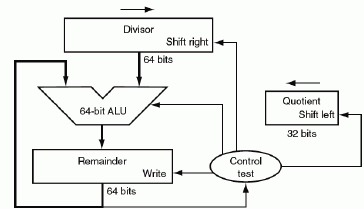 Divisor
Shift right
64 bits
64-bit ALU
Quotient
Shift left
32 bits
Remainder
Write
Control
test
64 bits